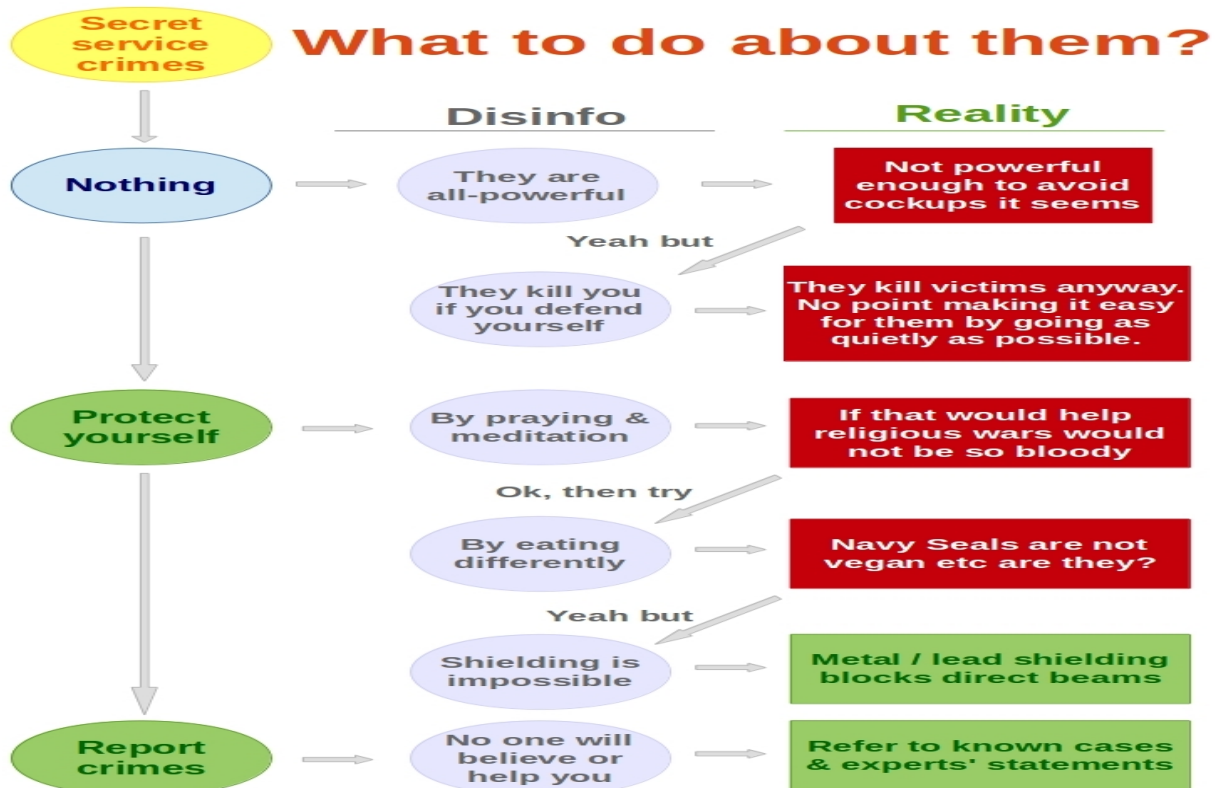 Secret
service
crimes
What to do about them?
Disinfo
Reality
Nothing
They are
all-powerful
Not powerful
enough to avoid
cockups it seems
Yeah but
They kill you
if you defend
yourself
They kill victims anyway.
No point making it easy
for them by going as
quietly as possible.
Protect
yourself
By praying &
meditation
If that would help
religious wars would
not be so bloody
Ok, then try
By eating
differently
Navy Seals are not
vegan etc are they?
Yeah but
Shielding is
impossible
Metal / lead shielding
blocks direct beams
Report
crimes
No one will
believe or
help you
Refer to known cases
& experts' statements